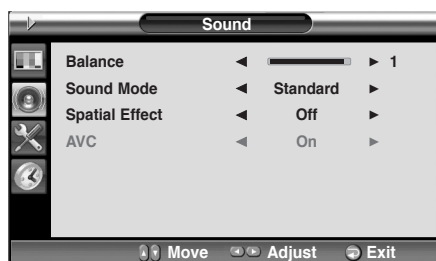 Sound
Balance 1
Sound Mode Standard
Spatial Effect Off
AVC On
Move Adjust Exit